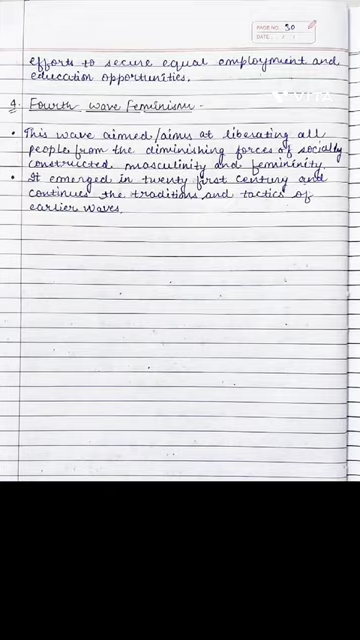 PAGE NO. 30
DATE / /
efforts to secure equal employment and
education opportunities.
4. Fourth wave Feminism -
VITA
• This wave aimed/aims at liberating all
people from the diminishing forces of socially
constructed masculinity and femininity.
• It emerged in twenty first century and
continues the traditions and tactics of
earlier waves.